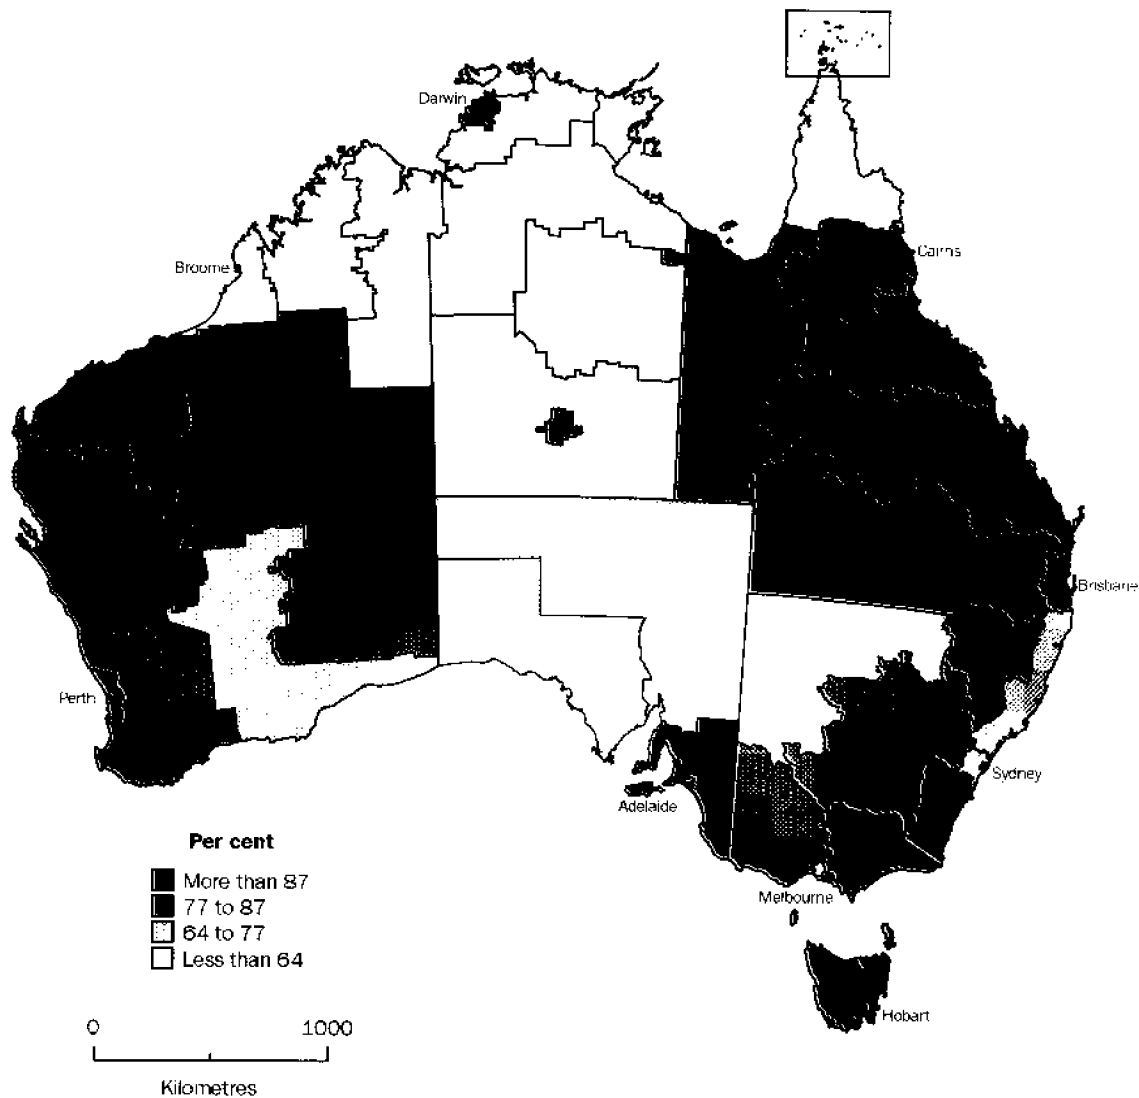 Darwin
Cairns
Broome
Brisbane
Perth
Sydney
Adelaide
Per cent
More than 87
77 to 87
64 to 77
Less than 64
Melbourne
Hobart
0 1000
Kilometres